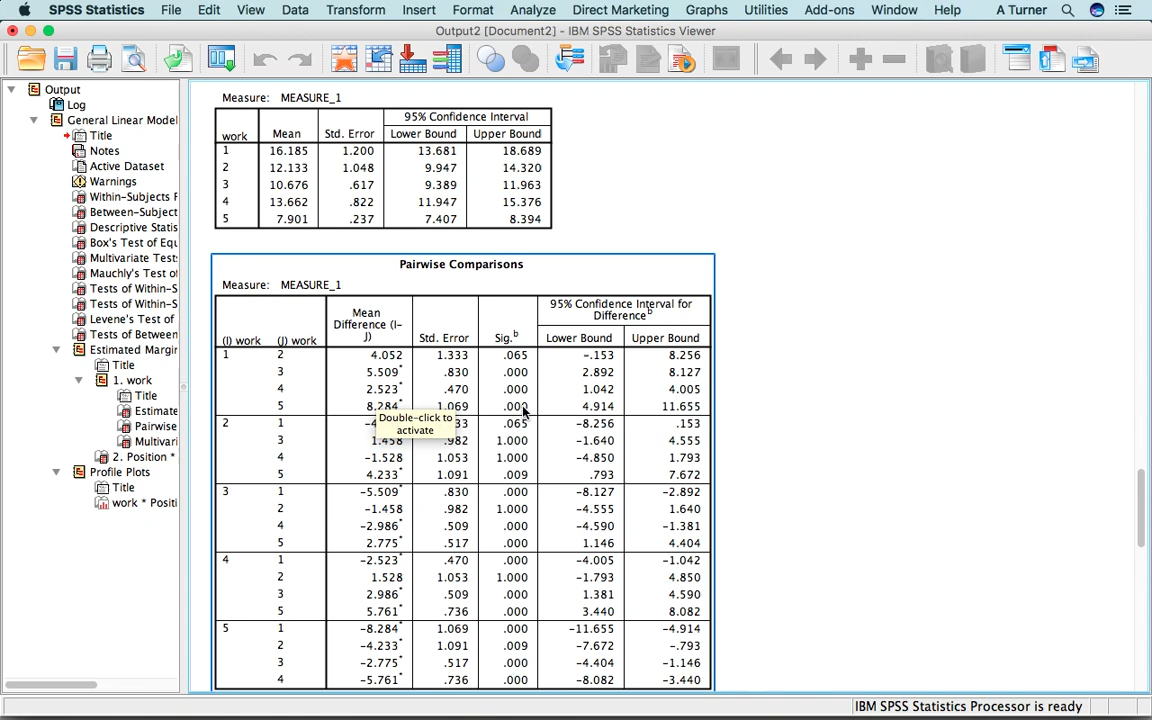 SPSS Statistics File Edit View Data Transform Insert Format Analyze Direct Marketing Graphs Utilities Add-ons Window Help A Turner
Output2 [Document2] - IBM SPSS Statistics Viewer
Output
Log
General Linear Model
Title
Notes
Active Dataset
Warnings
Within-Subjects F
Between-Subject
Descriptive Statis
Box's Test of Equ
Multivariate Test
Mauchly's Test of
Tests of Within-S
Tests of Within-S
Levene's Test of
Tests of Between
Estimated Margin
Title
1. work
Title
Estimate
Pairwise
Multivari
2. Position *
Profile Plots
Title
work * Positi
Measure: MEASURE_1
95% Confidence Interval
work Mean Std. Error Lower Bound Upper Bound
1 16.185 1.200 13.681 18.689
2 12.133 1.048 9.947 14.320
3 10.676 .617 9.389 11.963
4 13.662 .822 11.947 15.376
5 7.901 .237 7.407 8.394
Pairwise Comparisons
Measure: MEASURE_1
95% Confidence Interval for
Differenceb
Mean
Difference (I-
J)
(I) work (J) work Std. Error Sig.b Lower Bound Upper Bound
1 2 4.052 1.333 .065 -.153 8.256
3 5.509* .830 .000 2.892 8.127
4 2.523* .470 .000 1.042 4.005
5 8.284* 1.069 .000 4.914 11.655
2 1 .065 -8.256 .153
Double-click to
activate
3 1.458 .982 1.000 -1.640 4.555
4 -1.528 1.053 1.000 -4.850 1.793
5 4.233* 1.091 .009 .793 7.672
3 1 -5.509* .830 .000 -8.127 -2.892
2 -1.458 .982 1.000 -4.555 1.640
4 -2.986* .509 .000 -4.590 -1.381
5 2.775* .517 .000 1.146 4.404
4 1 -2.523* .470 .000 -4.005 -1.042
2 1.528 1.053 1.000 -1.793 4.850
3 2.986* .509 .000 1.381 4.590
5 5.761* .736 .000 3.440 8.082
5 1 -8.284* 1.069 .000 -11.655 -4.914
2 -4.233* 1.091 .009 -7.672 -.793
3 -2.775* .517 .000 -4.404 -1.146
4 -5.761* .736 .000 -8.082 -3.440
IBM SPSS Statistics Processor is ready